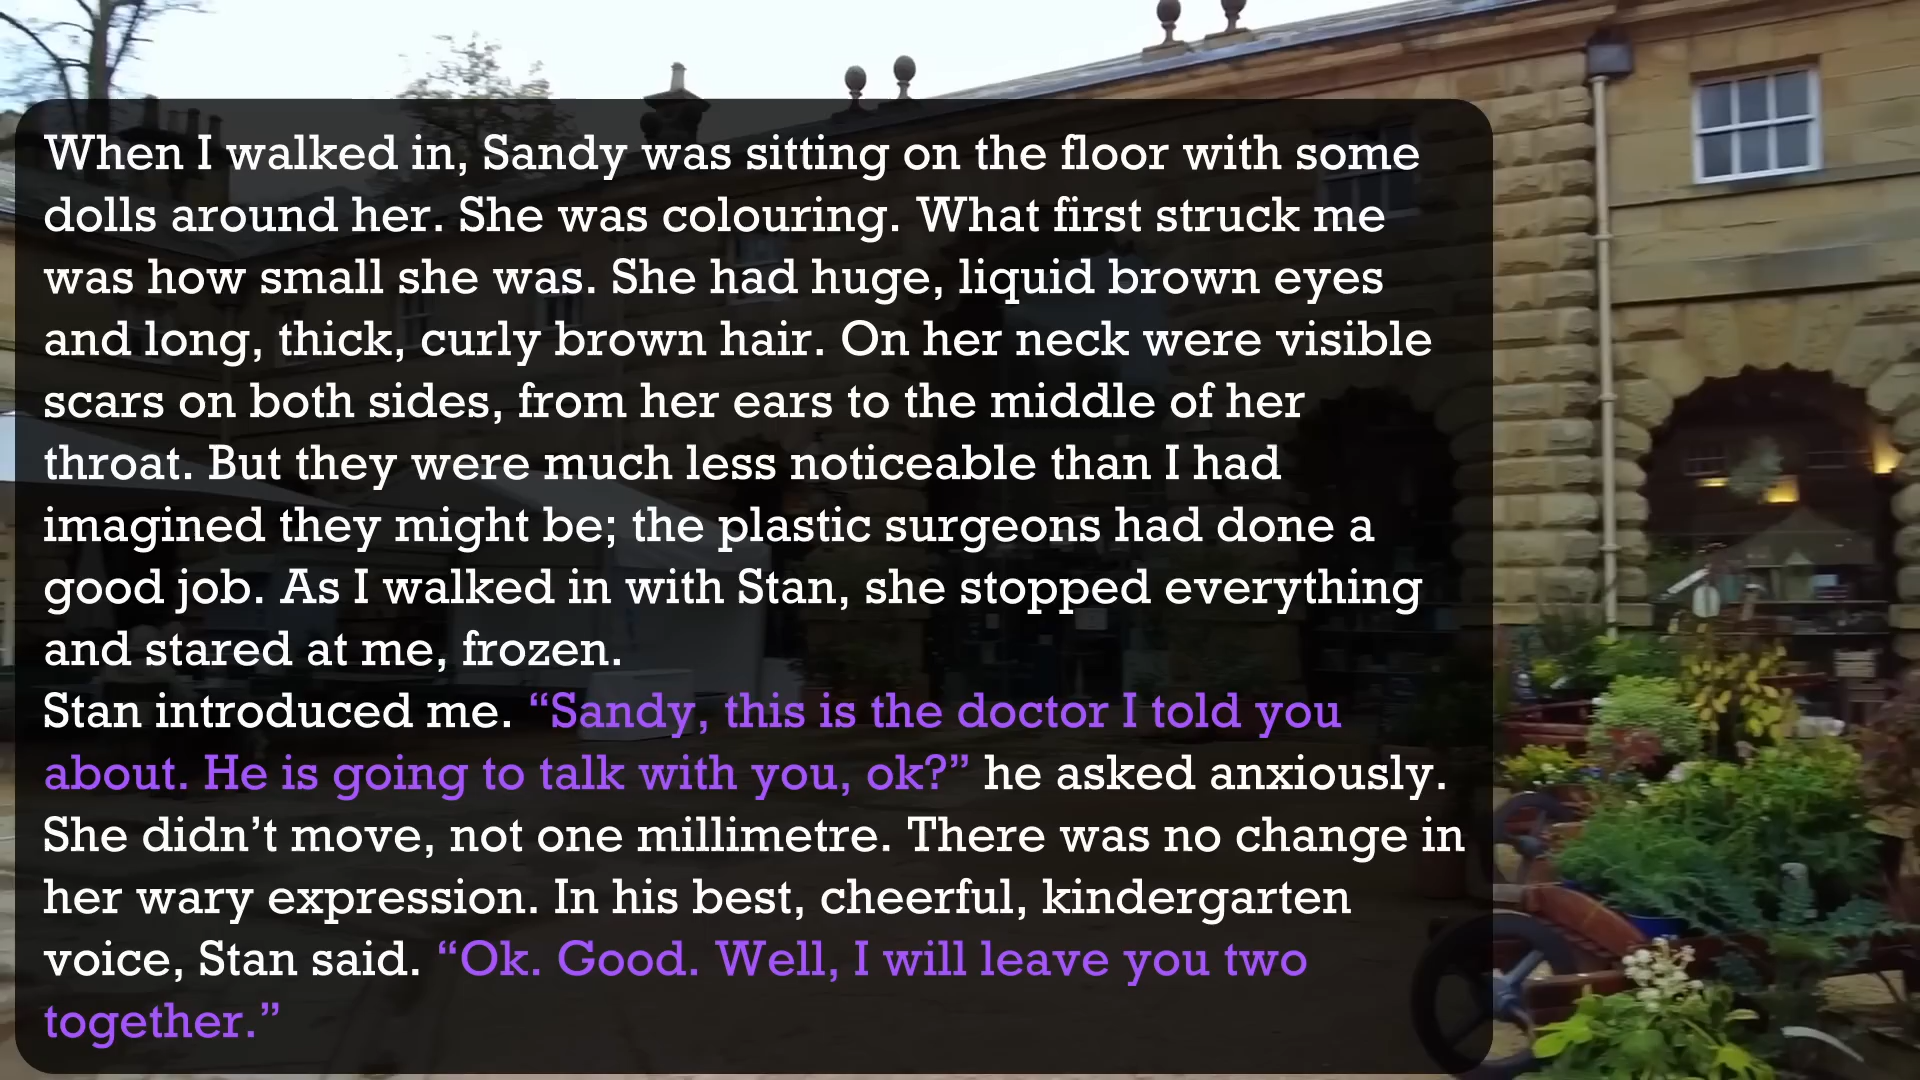 When I walked in, Sandy was sitting on the floor with some
dolls around her. She was colouring. What first struck me
was how small she was. She had huge, liquid brown eyes
and long, thick, curly brown hair. On her neck were visible
scars on both sides, from her ears to the middle of her
throat. But they were much less noticeable than I had
imagined they might be; the plastic surgeons had done a
good job. As I walked in with Stan, she stopped everything
and stared at me, frozen.
Stan introduced me. “Sandy, this is the doctor I told you
about. He is going to talk with you, ok?” he asked anxiously.
She didn’t move, not one millimetre. There was no change in
her wary expression. In his best, cheerful, kindergarten
voice, Stan said. “Ok. Good. Well, I will leave you two
together.”